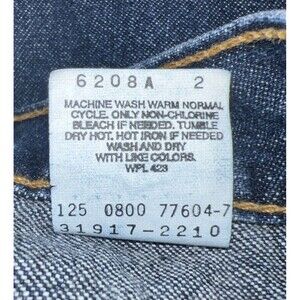 6208A 2
MACHINE WASH WARM NORMAL
CYCLE. ONLY NON-CHLORINE
BLEACH IF NEEDED. TUMBLE
DRY HOT. HOT IRON IF NEEDED
WASH AND DRY
WITH LIKE COLORS.
WPL 423
125 0800 77604-7
31917-2210